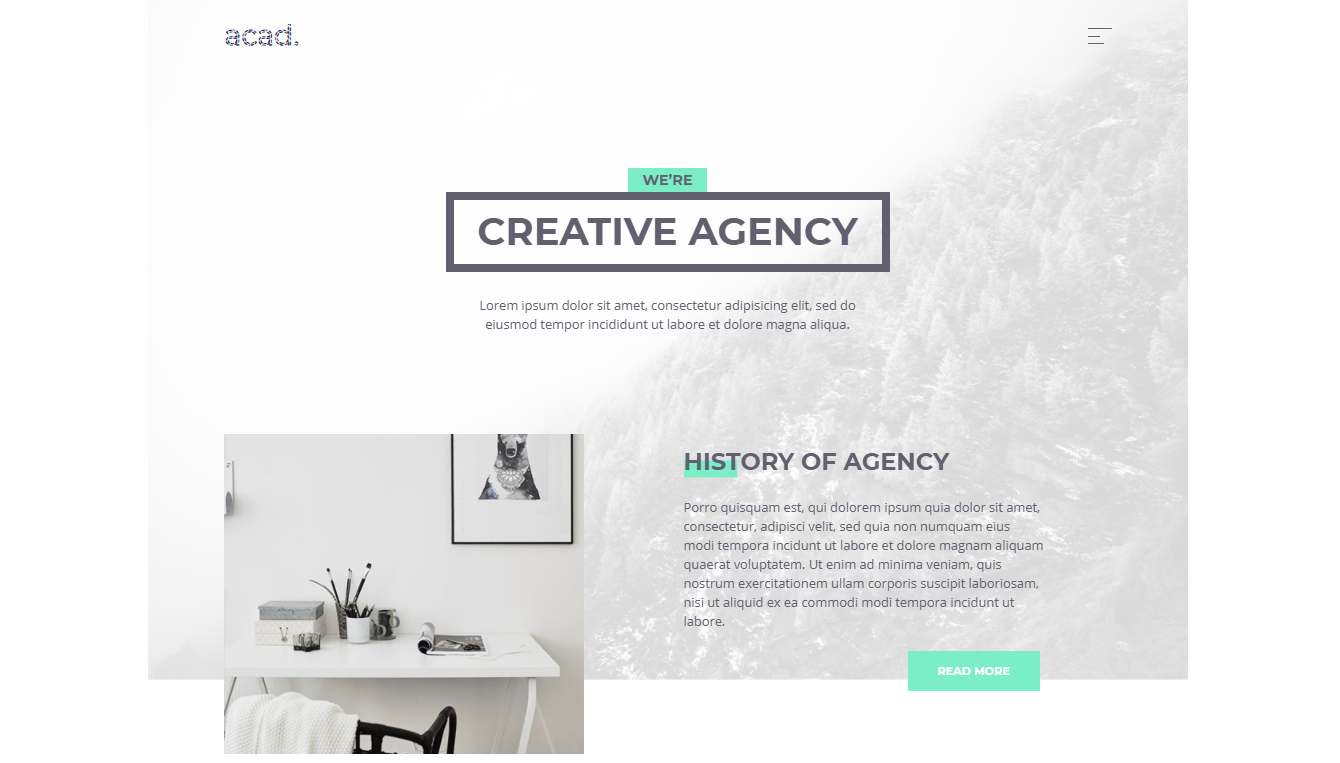 acad.
WE'RE
CREATIVE AGENCY
Lorem ipsum dolor sit amet, consectetur adipisicing elit, sed do
eiusmod tempor incididunt ut labore et dolore magna aliqua.
HISTORY OF AGENCY
Porro quisquam est, qui dolorem ipsum quia dolor sit amet,
consectetur, adipisci velit, sed quia non numquam eius
modi tempora incidunt ut labore et dolore magnam aliquam
quaerat voluptatem. Ut enim ad minima veniam, quis
nostrum exercitationem ullam corporis suscipit laboriosam,
nisi ut aliquid ex ea commodi modi tempora incidunt ut
labore.
READ MORE